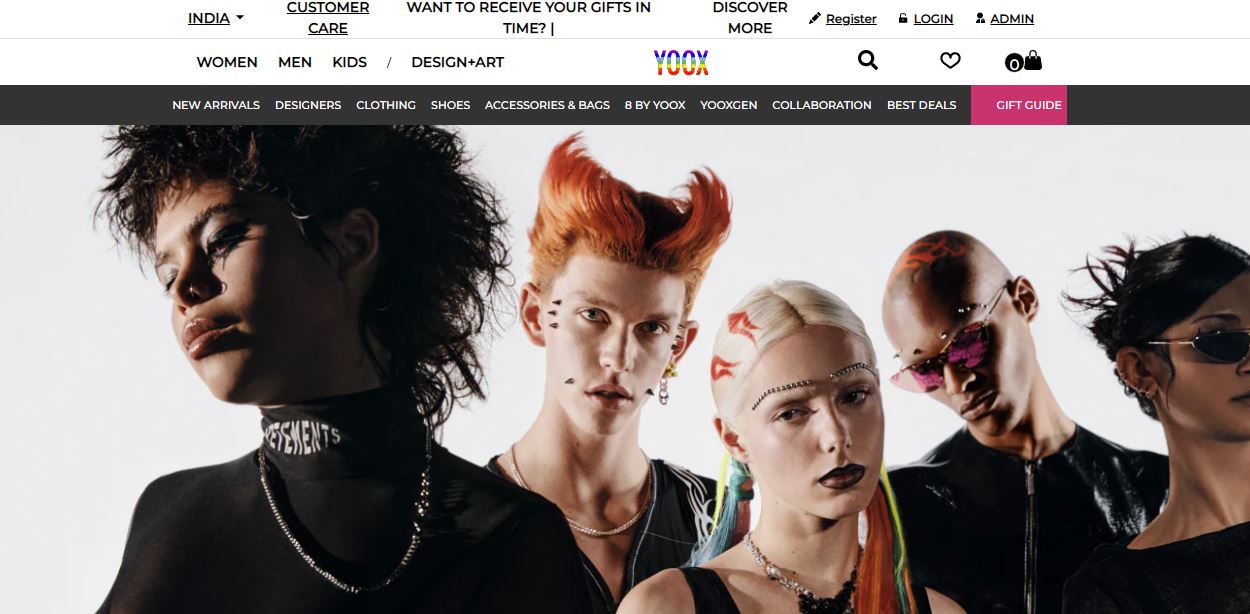 INDIA
CUSTOMER
CARE
WANT TO RECEIVE YOUR GIFTS IN
TIME? |
DISCOVER
MORE
Register
LOGIN
ADMIN
WOMEN MEN KIDS / DESIGN+ART
YOOX
0
NEW ARRIVALS DESIGNERS CLOTHING SHOES ACCESSORIES & BAGS 8 BY YOOX YOOXGEN COLLABORATION BEST DEALS GIFT GUIDE
VETEMENTS